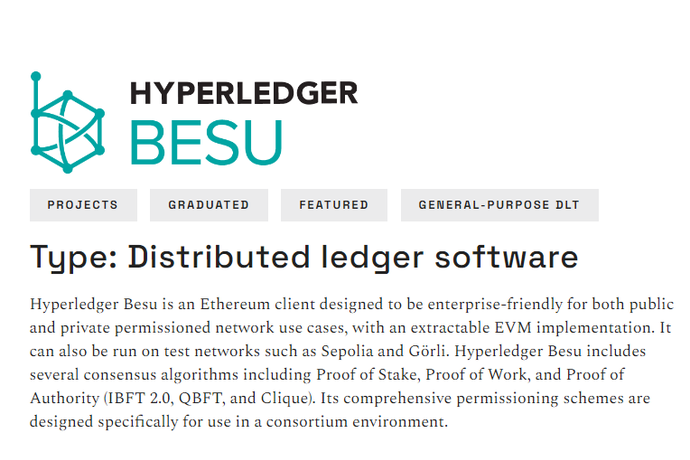 HYPERLEDGER
BESU
PROJECTS GRADUATED FEATURED GENERAL-PURPOSE DLT
Type: Distributed ledger software
Hyperledger Besu is an Ethereum client designed to be enterprise-friendly for both public
and private permissioned network use cases, with an extractable EVM implementation. It
can also be run on test networks such as Sepolia and Görli. Hyperledger Besu includes
several consensus algorithms including Proof of Stake, Proof of Work, and Proof of
Authority (IBFT 2.0, QBFT, and Clique). Its comprehensive permissioning schemes are
designed specifically for use in a consortium environment.